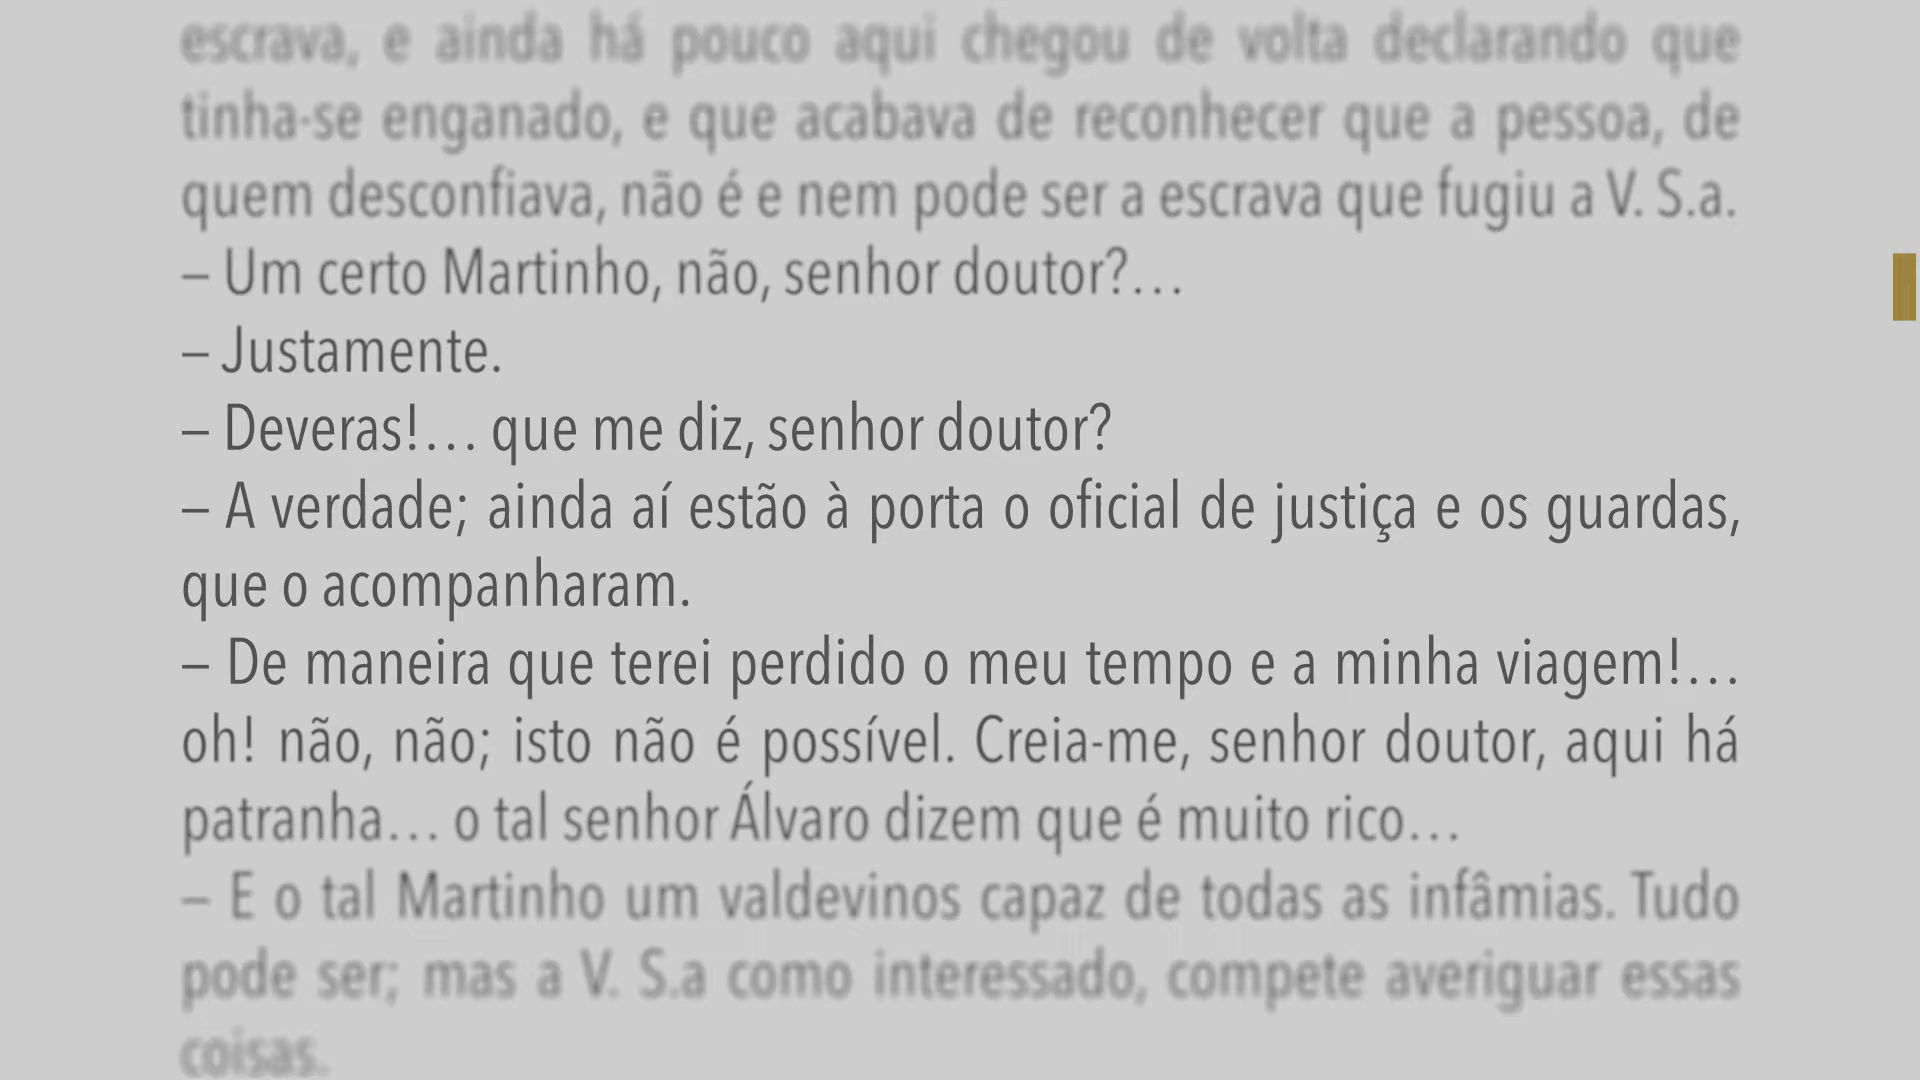 escrava, e ainda há pouco aqui chegou de volta declarando que
tinha-se enganado, e que acabava de reconhecer que a pessoa, de
quem desconfiava, não é e nem pode ser a escrava que fugiu a V. S.a.
– Um certo Martinho, não, senhor doutor?…
– Justamente.
– Deveras!… que me diz, senhor doutor?
– A verdade; ainda aí estão à porta o oficial de justiça e os guardas,
que o acompanharam.
– De maneira que terei perdido o meu tempo e a minha viagem!…
oh! não, não; isto não é possível. Creia-me, senhor doutor, aqui há
patranha… o tal senhor Álvaro dizem que é muito rico…
– E o tal Martinho um valdevinos capaz de todas as infâmias. Tudo
pode ser; mas a V. S.a como interessado, compete averiguar essas
coisas.